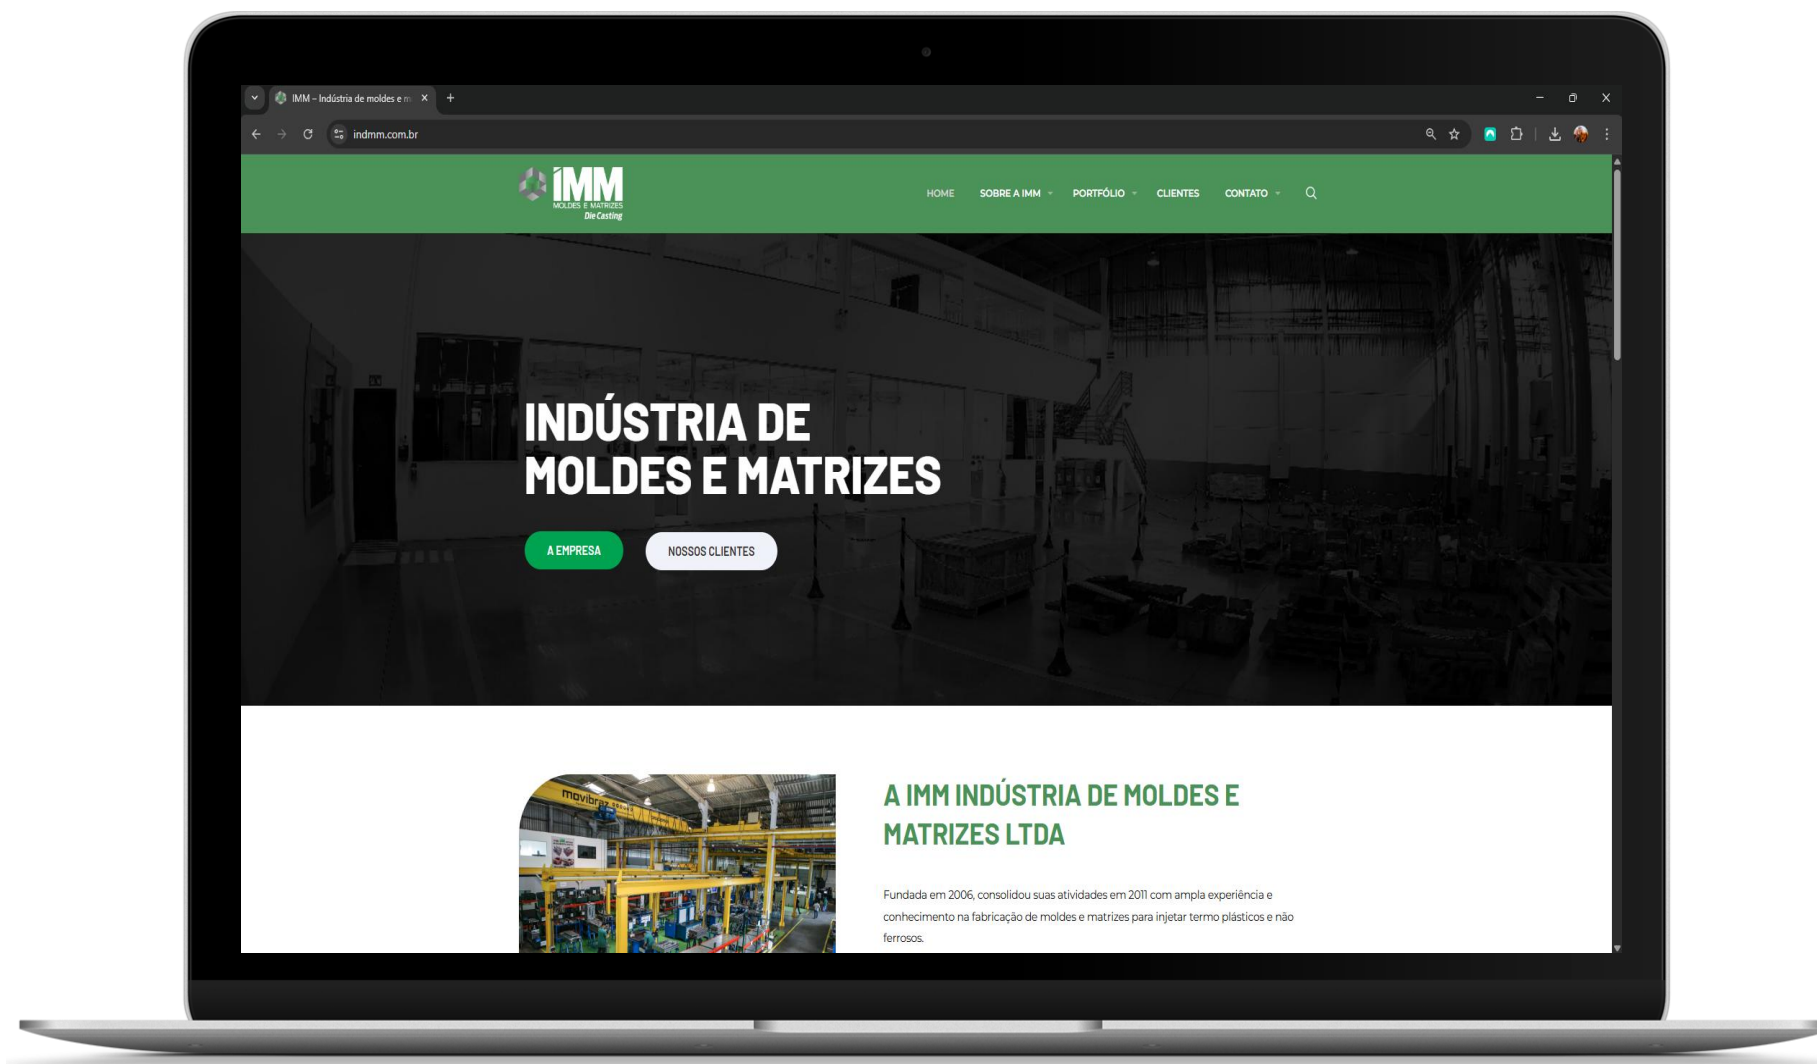 IMM – Indústria de moldes e m
indmm.com.br
IMM
MOLDES E MATRIZES
Die Casting
HOME SOBRE A IMM PORTFÓLIO CLIENTES CONTATO
INDÚSTRIA DE
MOLDES E MATRIZES
A EMPRESA NOSSOS CLIENTES
movibraz
A IMM INDÚSTRIA DE MOLDES E
MATRIZES LTDA
Fundada em 2006, consolidou suas atividades em 2011 com ampla experiência e
conhecimento na fabricação de moldes e matrizes para injetar termo plásticos e não
ferrosos.